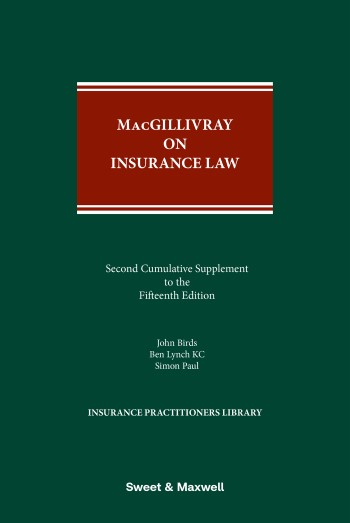 MacGILLIVRAY
ON
INSURANCE LAW
Second Cumulative Supplement
to the
Fifteenth Edition
John Birds
Ben Lynch KC
Simon Paul
INSURANCE PRACTITIONERS LIBRARY
Sweet & Maxwell